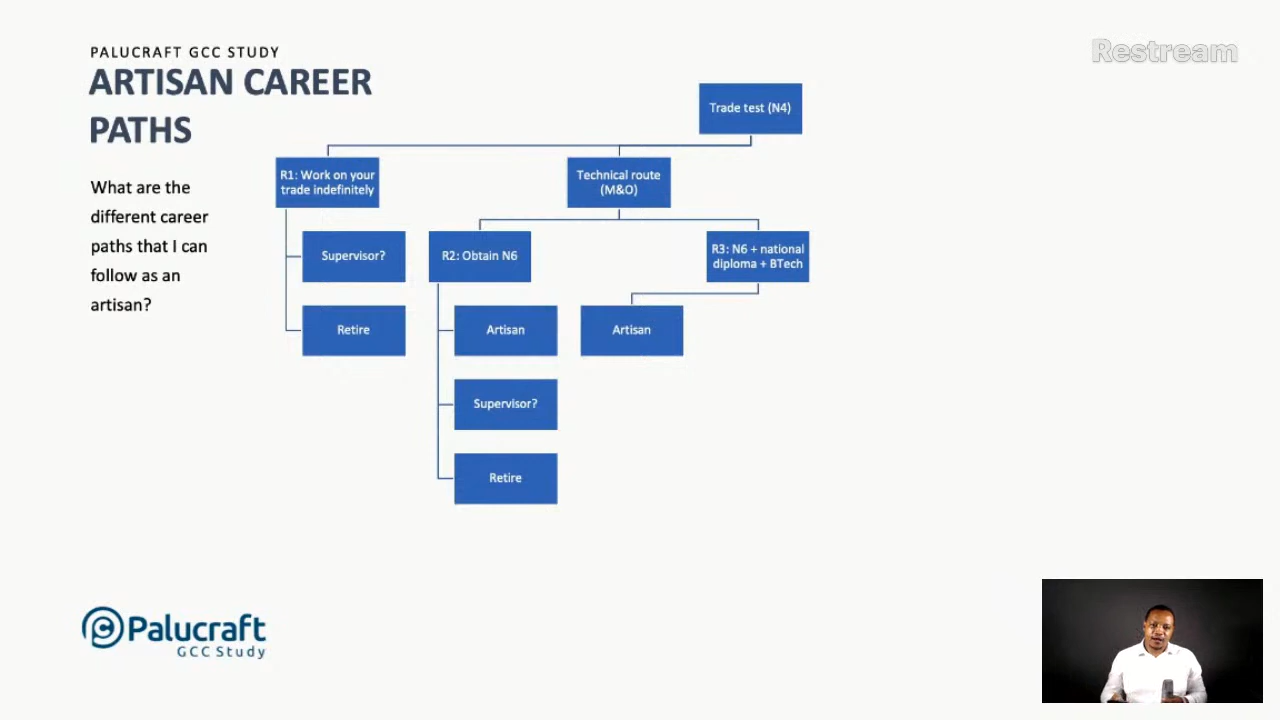 PALUCRAFT GCC STUDY
ARTISAN CAREER
PATHS
What are the
different career
paths that I can
follow as an
artisan?
Restream
Trade test (N4)
R1: Work on your
trade indefinitely
Technical route
(M&O)
Supervisor?
R2: Obtain N6
R3: N6 + national
diploma + BTech
Retire
Artisan
Artisan
Supervisor?
Retire
Palucraft
GCC Study